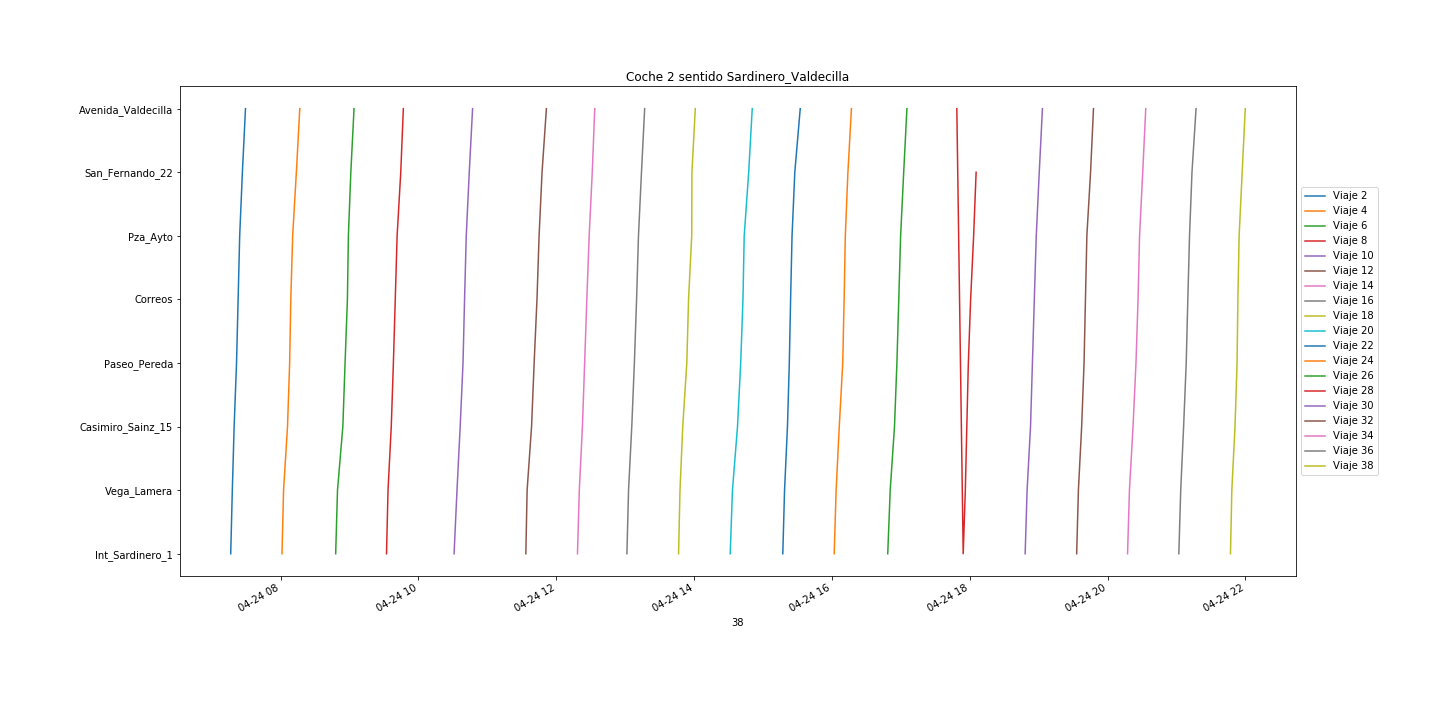 Coche 2 sentido Sardinero_Valdecilla
Avenida_Valdecilla
San_Fernando_22
Pza_Ayto
Correos
Paseo_Pereda
Casimiro_Sainz_15
Vega_Lamera
Int_Sardinero_1
04-24 08
04-24 10
04-24 12
04-24 14
04-24 16
04-24 18
04-24 20
04-24 22
38
Viaje 2
Viaje 4
Viaje 6
Viaje 8
Viaje 10
Viaje 12
Viaje 14
Viaje 16
Viaje 18
Viaje 20
Viaje 22
Viaje 24
Viaje 26
Viaje 28
Viaje 30
Viaje 32
Viaje 34
Viaje 36
Viaje 38